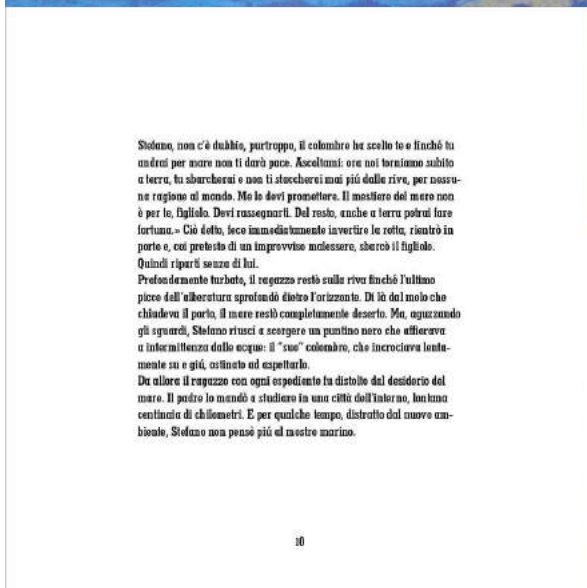 Stefano, non c'è dubbio, purtroppo, il colombre ha scelto te e finché tu
andrai per mare non ti darà pace. Ascoltami: ora noi torniamo subito
a terra, tu sbarcherai e non ti staccherai mai piú dalla riva, per nessu-
na ragione al mondo. Me lo devi promettere. Il mestiere del mare non
è per te, figliolo. Devi rassegnarti. Del resto, anche a terra potrai fare
fortuna.» Ciò detto, fece immediatamente invertire la rotta, rientrò in
porto e, col pretesto di un improvviso malessere, sbarcò il figliolo.
Quindi ripartí senza di lui.
Profondamente turbato, il ragazzo restò sulla riva finché l'ultimo
picco dell'alberatura sprofondò dietro l'orizzonte. Di là dal molo che
chiudeva il porto, il mare restò completamente deserto. Ma, aguzzando
gli sguardi, Stefano riuscí a scorgere un puntino nero che affiorava
a intermittenza dalle acque: il "suo" colombre, che incrociava lenta-
mente su e giú, ostinato ad aspettarlo.
Da allora il ragazzo con ogni espediente fu distolto dal desiderio del
mare. Il padre lo mandò a studiare in una città dell'interno, lontana
centinaia di chilometri. E per qualche tempo, distratto dal nuovo am-
biente, Stefano non pensò piú al mostro marino.
10